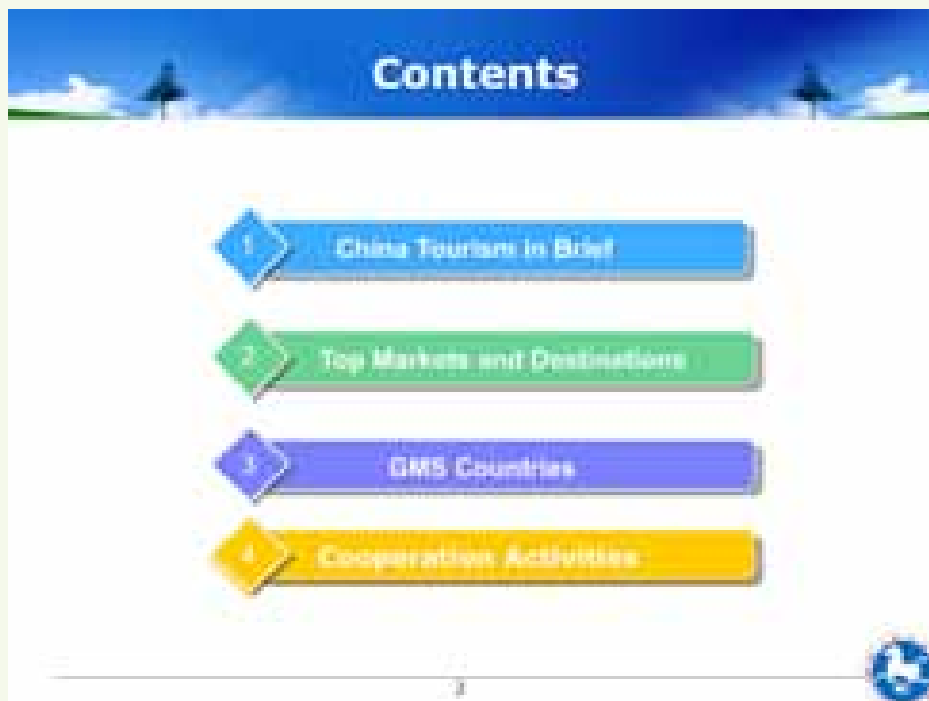 Contents
1 China Tourism in Brief
2 Top Markets and Destinations
3 GMS Countries
4 Cooperation Activities